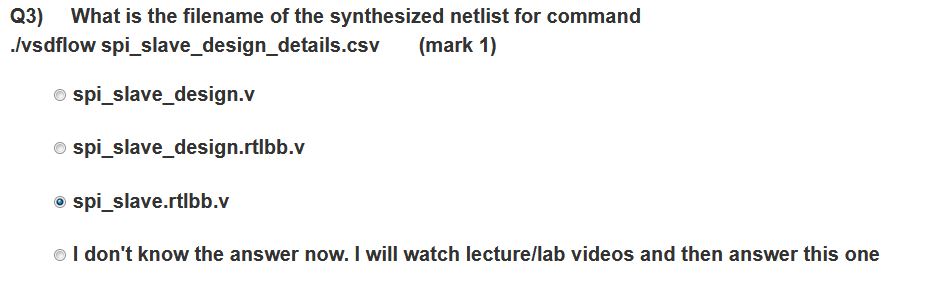 Q3) What is the filename of the synthesized netlist for command
./vsdflow spi_slave_design_details.csv (mark 1)
spi_slave_design.v
spi_slave_design.rtlbb.v
spi_slave.rtlbb.v
I don't know the answer now. I will watch lecture/lab videos and then answer this one